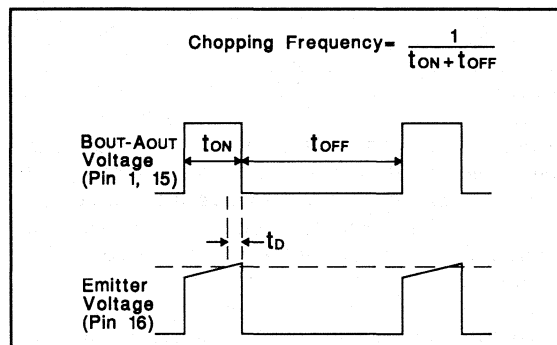 Chopping Frequency= 1 / tON+tOFF
BOUT-AOUT
Voltage
(Pin 1, 15)
tON
tOFF
tD
Emitter
Voltage
(Pin 16)